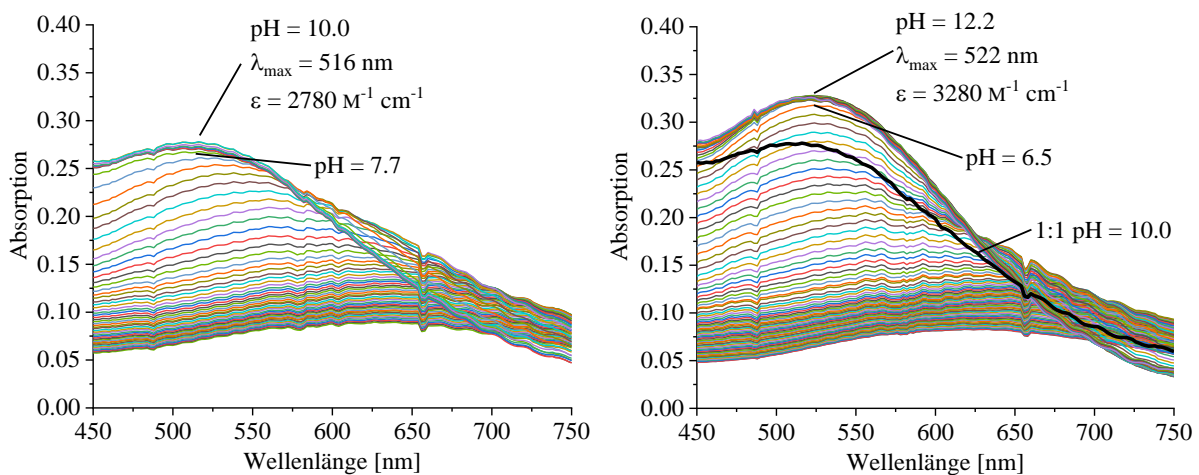 0.40
0.35
0.30
0.25
0.20
0.15
0.10
0.05
0.00
Absorption
450 500 550 600 650 700 750
Wellenlänge [nm]
pH = 10.0
λmax = 516 nm
ε = 2780 M⁻¹ cm⁻¹
pH = 7.7
0.40
0.35
0.30
0.25
0.20
0.15
0.10
0.05
0.00
Absorption
450 500 550 600 650 700 750
Wellenlänge [nm]
pH = 12.2
λmax = 522 nm
ε = 3280 M⁻¹ cm⁻¹
pH = 6.5
1:1 pH = 10.0